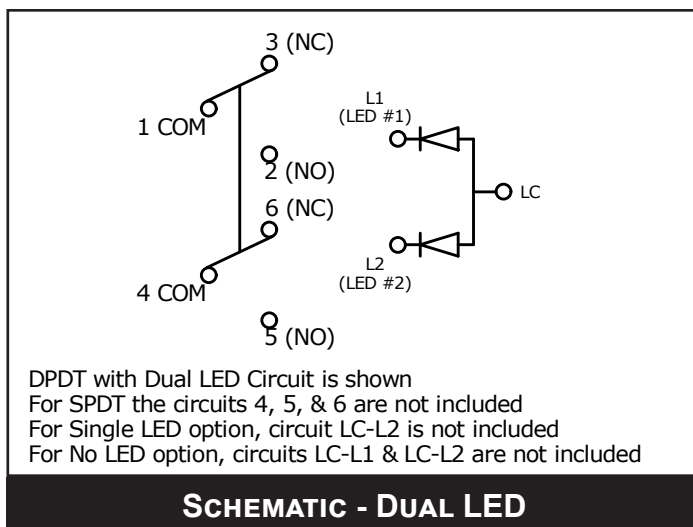 3 (NC)
1 COM
2 (NO)
6 (NC)
4 COM
5 (NO)
L1
(LED #1)
LC
L2
(LED #2)
DPDT with Dual LED Circuit is shown
For SPDT the circuits 4, 5, & 6 are not included
For Single LED option, circuit LC-L2 is not included
For No LED option, circuits LC-L1 & LC-L2 are not included
SCHEMATIC - DUAL LED